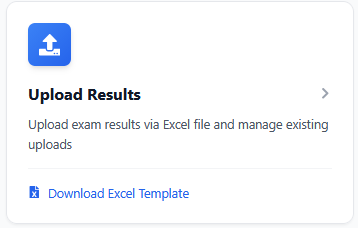 Upload Results
Upload exam results via Excel file and manage existing
uploads
Download Excel Template